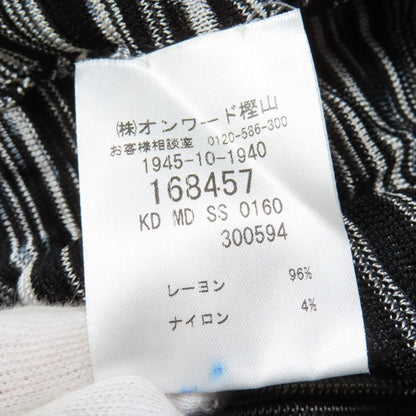 ㈱オンワード樫山
お客様相談室 0120-586-300
1945-10-1940
168457
KD MD SS 0160
300594
レーヨン 96%
ナイロン 4%